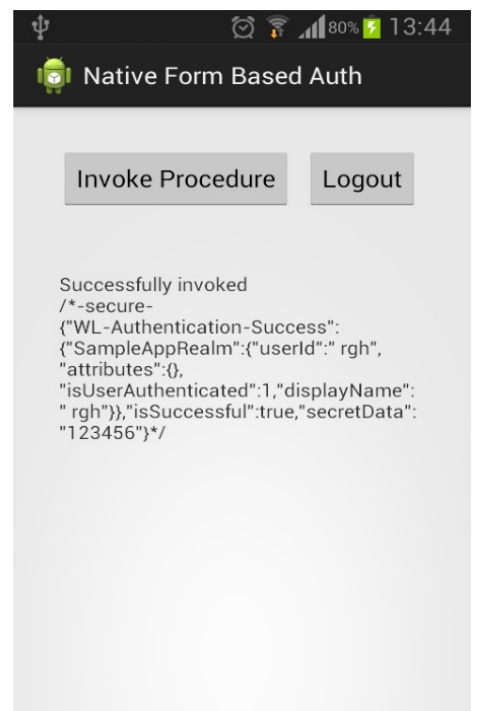 80% 13:44
Native Form Based Auth
Invoke Procedure Logout
Successfully invoked
/*-secure-
{"WL-Authentication-Success":
{"SampleAppRealm":{"userId":" rgh",
"attributes":{},
"isUserAuthenticated":1,"displayName":
" rgh"}},"isSuccessful":true,"secretData":
"123456"}*/